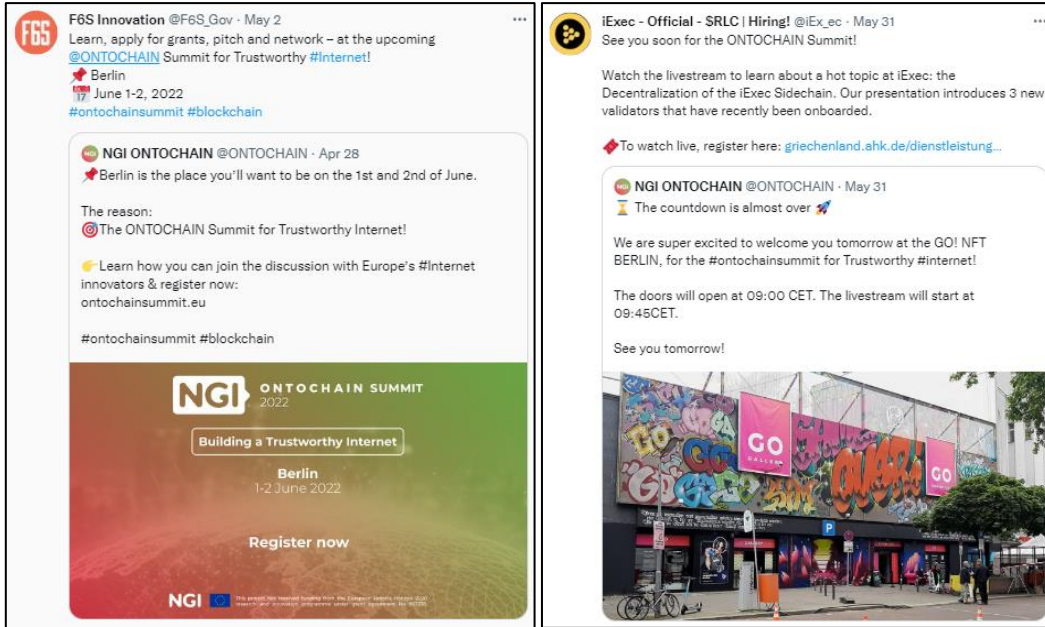 F6S
F6S Innovation @F6S_Gov · May 2
Learn, apply for grants, pitch and network – at the upcoming
@ONTOCHAIN Summit for Trustworthy #Internet!
📌 Berlin
📅 June 1-2, 2022
#ontochainsummit #blockchain
NGI ONTOCHAIN @ONTOCHAIN · Apr 28
📌Berlin is the place you’ll want to be on the 1st and 2nd of June.
The reason:
🎯The ONTOCHAIN Summit for Trustworthy Internet!
👉Learn how you can join the discussion with Europe’s #Internet
innovators & register now:
ontochainsummit.eu
#ontochainsummit #blockchain
NGI ONTOCHAIN SUMMIT
2022
Building a Trustworthy Internet
Berlin
1-2 June 2022
Register now
NGI
iExec - Official - $RLC | Hiring! @iEx_ec · May 31
See you soon for the ONTOCHAIN Summit!
Watch the livestream to learn about a hot topic at iExec: the
Decentralization of the iExec Sidechain. Our presentation introduces 3 new
validators that have recently been onboarded.
To watch live, register here: griechenland.ahk.de/dienstleistung...
NGI ONTOCHAIN @ONTOCHAIN · May 31
⌛ The countdown is almost over 🚀
We are super excited to welcome you tomorrow at the GO! NFT
BERLIN, for the #ontochainsummit for Trustworthy #internet!
The doors will open at 09:00 CET. The livestream will start at
09:45CET.
See you tomorrow!
GO
GO
P